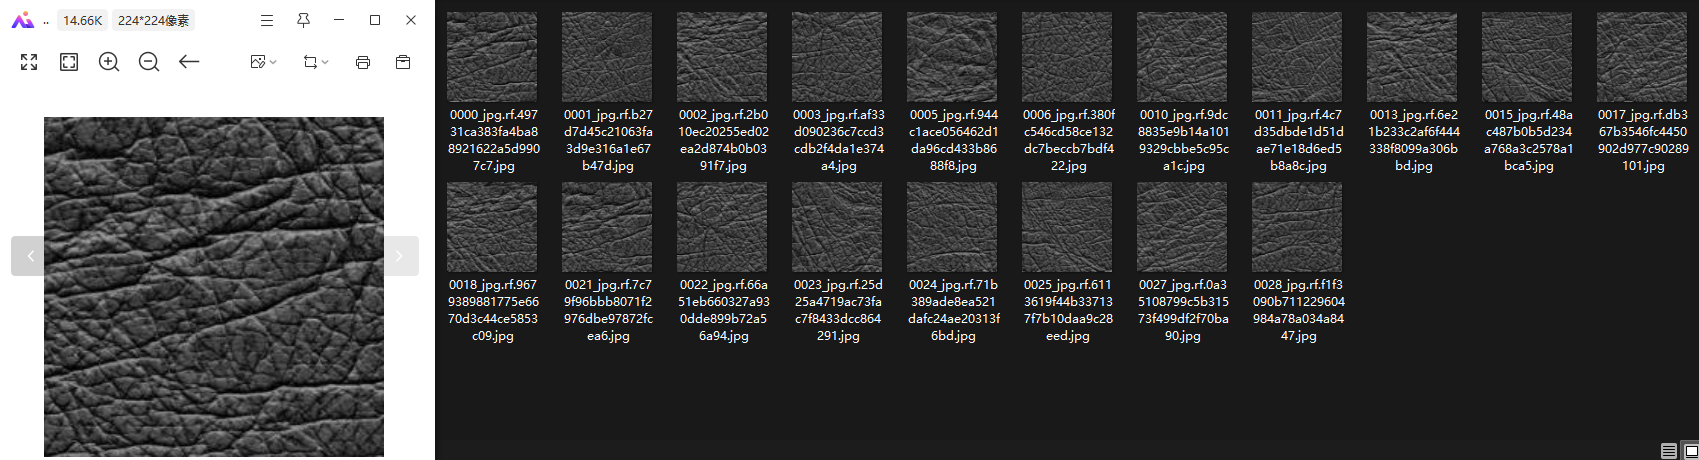 .. 14.66K 224*224像素
0000_jpg.rf.497
31ca383fa4ba8
8921622a5d990
7c7.jpg
0001_jpg.rf.b27
d7d45c21063fa
3d9e316a1e67
b47d.jpg
0002_jpg.rf.2b0
10ec20255ed02
ea2d874b0b03
91f7.jpg
0003_jpg.rf.af33
d090236c7ccd3
cdb2f4da1e374
a4.jpg
0005_jpg.rf.944
c1ace056462d1
da96cd433b86
88f8.jpg
0006_jpg.rf.380f
c546cd58ce132
dc7beccb7bdf4
22.jpg
0010_jpg.rf.9dc
8835e9b14a101
9329cbbe5c95c
a1c.jpg
0011_jpg.rf.4c7
d35dbde1d51d
ae71e18d6ed5
b8a8c.jpg
0013_jpg.rf.6e2
1b233c2af6f444
338f8099a306b
bd.jpg
0015_jpg.rf.48a
c487b0b5d234
a768a3c2578a1
bca5.jpg
0017_jpg.rf.db3
67b3546fc4450
902d977c90289
101.jpg
0018_jpg.rf.967
9389881775e66
70d3c44ce5853
c09.jpg
0021_jpg.rf.7c7
9f96bbb8071f2
976dbe97872fc
ea6.jpg
0022_jpg.rf.66a
51eb660327a93
0dde899b72a5
6a94.jpg
0023_jpg.rf.25d
25a4719ac73fa
c7f8433dcc864
291.jpg
0024_jpg.rf.71b
389ade8ea521
dafc24ae20313f
6bd.jpg
0025_jpg.rf.611
3619f44b33713
7f7b10daa9c28
eed.jpg
0027_jpg.rf.0a3
5108799c5b315
73f499df2f70ba
90.jpg
0028_jpg.rf.f1f3
090b711229604
984a78a034a84
47.jpg